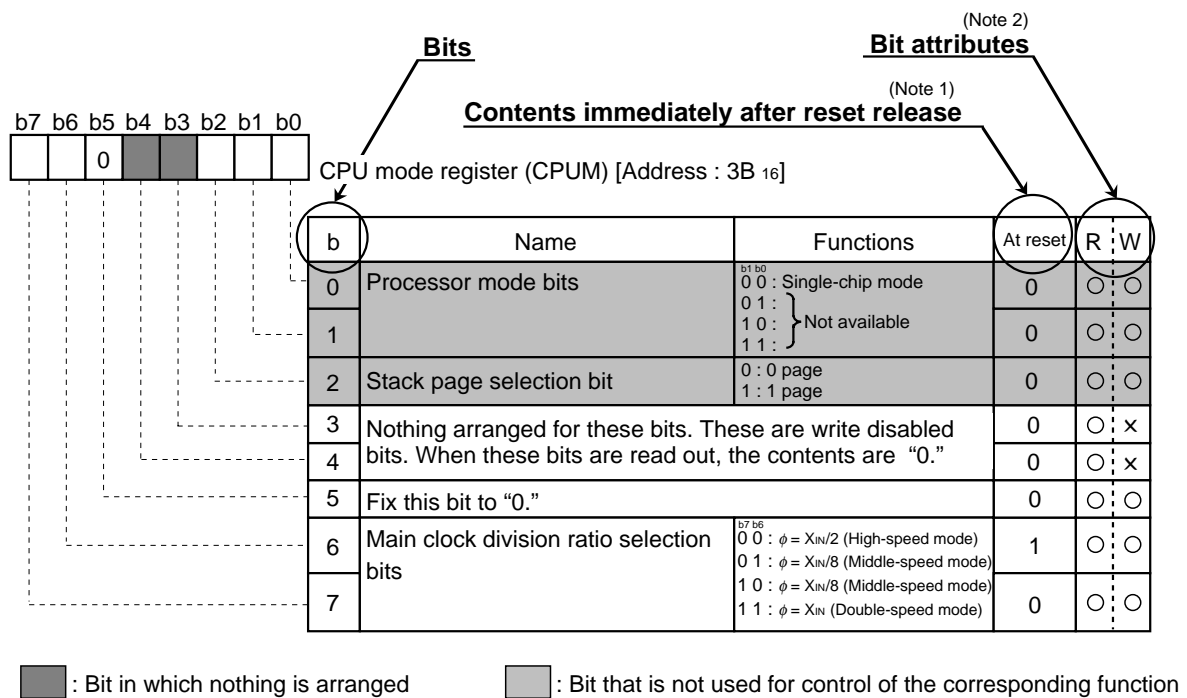 (Note 2)
Bits
Bit attributes
(Note 1)
Contents immediately after reset release
b7 b6 b5 b4 b3 b2 b1 b0
0
CPU mode register (CPUM) [Address : 3B 16]
b Name Functions At reset R W
0 Processor mode bits
b1 b0
0 0 : Single-chip mode
0 1 :
1 0 :
1 1 :
Not available
0 ○ ○
1
0 ○ ○
2 Stack page selection bit
0 : 0 page
1 : 1 page
0 ○ ○
3 Nothing arranged for these bits. These are write disabled
0 ○ ×
4 bits. When these bits are read out, the contents are “0.”
0 ○ ×
5 Fix this bit to “0.” 0 ○ ○
6 Main clock division ratio selection
bits
b7 b6
0 0 : ϕ = XIN/2 (High-speed mode)
0 1 : ϕ = XIN/8 (Middle-speed mode)
1 0 : ϕ = XIN/8 (Middle-speed mode)
1 1 : ϕ = XIN (Double-speed mode)
1 ○ ○
7
0 ○ ○
: Bit in which nothing is arranged
: Bit that is not used for control of the corresponding function